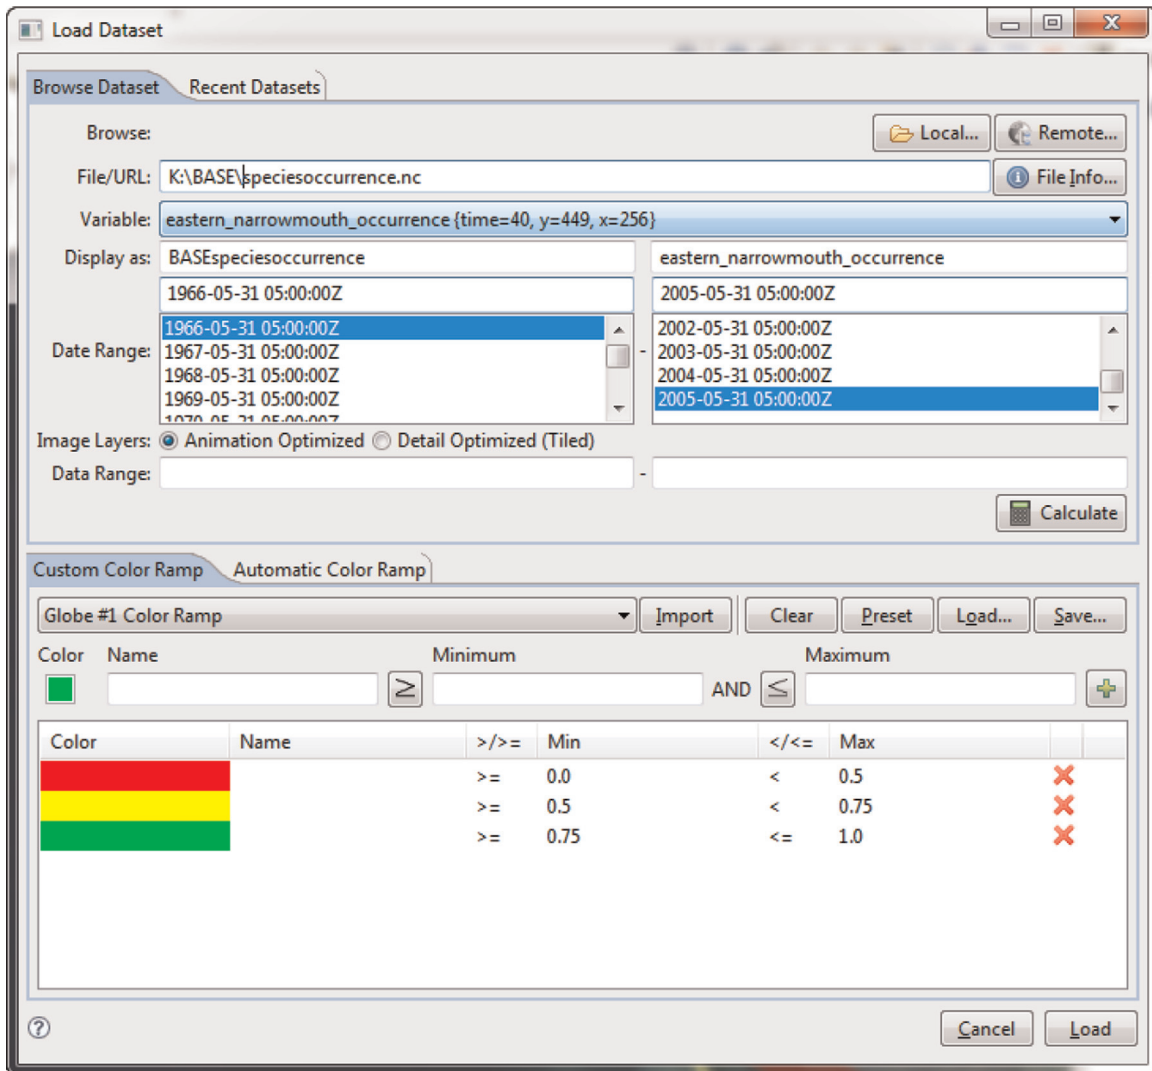 Load Dataset
Browse Dataset Recent Datasets
Browse: Local... Remote...
File/URL: K:\BASE\speciesoccurrence.nc File Info...
Variable: eastern_narrowmouth_occurrence {time=40, y=449, x=256}
Display as: BASEspeciesoccurrence eastern_narrowmouth_occurrence
1966-05-31 05:00:00Z 2005-05-31 05:00:00Z
1966-05-31 05:00:00Z 2002-05-31 05:00:00Z
Date Range: 1967-05-31 05:00:00Z - 2003-05-31 05:00:00Z
1968-05-31 05:00:00Z 2004-05-31 05:00:00Z
1969-05-31 05:00:00Z 2005-05-31 05:00:00Z
1970-05-31 05:00:00Z
Image Layers: Animation Optimized Detail Optimized (Tiled)
Data Range: -
Calculate
Custom Color Ramp Automatic Color Ramp
Globe #1 Color Ramp Import Clear Preset Load... Save...
Color Name Minimum Maximum
≥ AND ≤
Color Name >/>= Min </<= Max
>= 0.0 < 0.5
>= 0.5 < 0.75
>= 0.75 <= 1.0
? Cancel Load